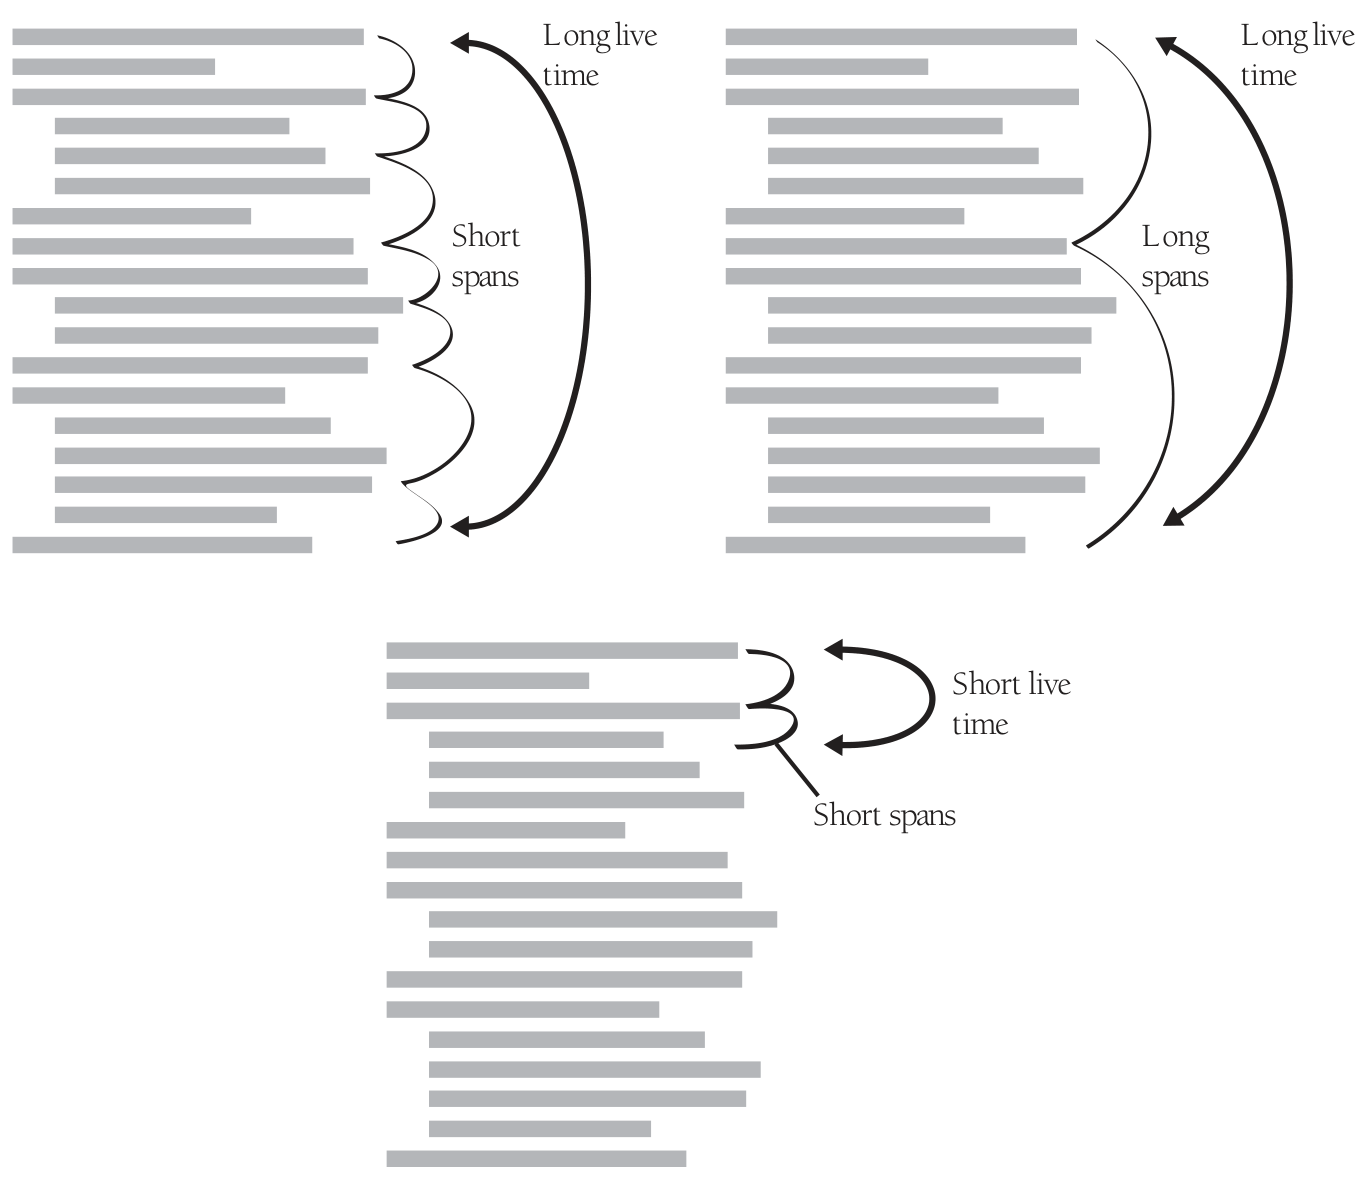 Long live
time
Short
spans
Long live
time
Long
spans
Short live
time
Short spans